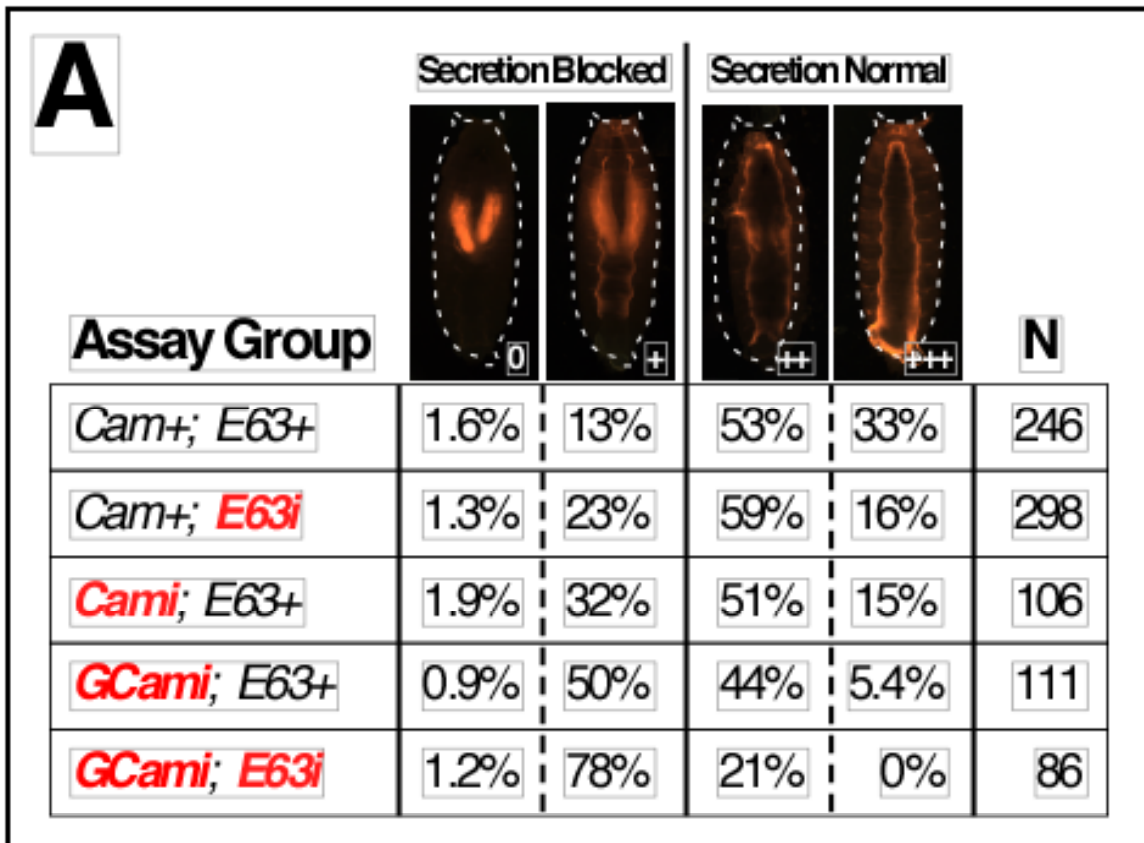 A
Secretion Blocked Secretion Normal
0 + ++ +++
Assay Group N
Cam+; E63+ 1.6% 13% 53% 33% 246
Cam+; E63i 1.3% 23% 59% 16% 298
Cami; E63+ 1.9% 32% 51% 15% 106
GCami; E63+ 0.9% 50% 44% 5.4% 111
GCami; E63i 1.2% 78% 21% 0% 86